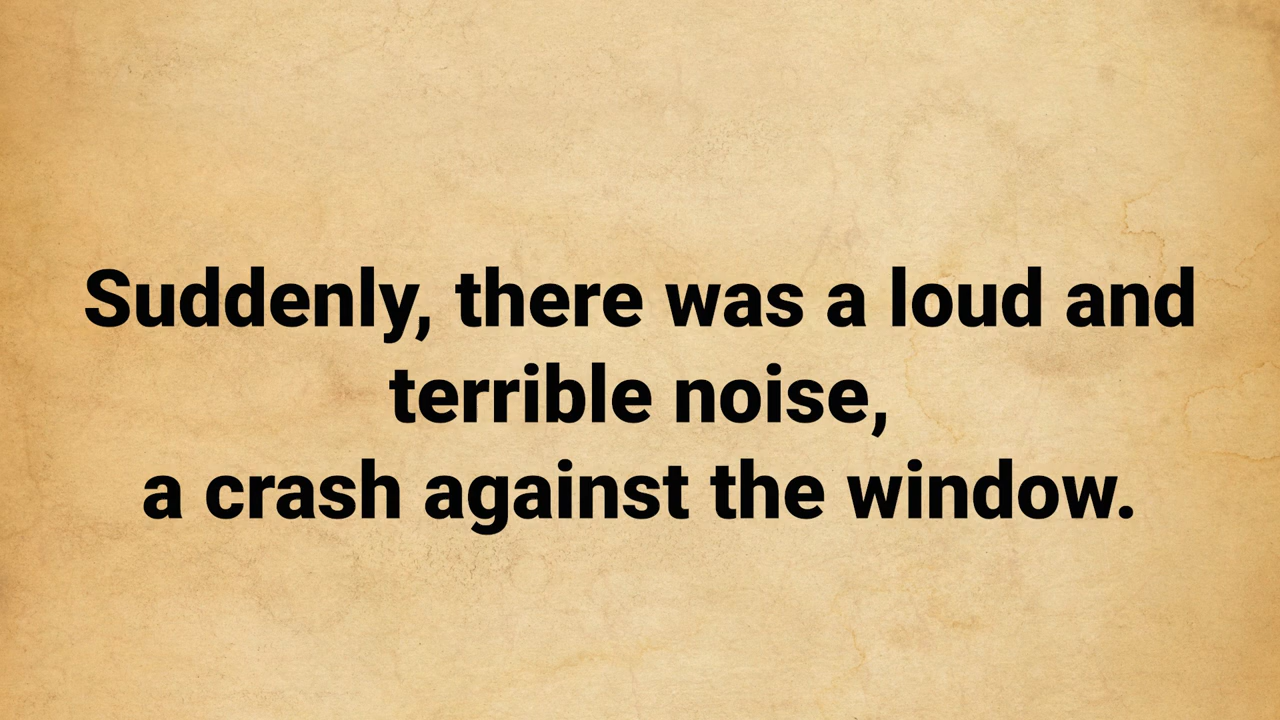 Suddenly, there was a loud and
terrible noise,
a crash against the window.